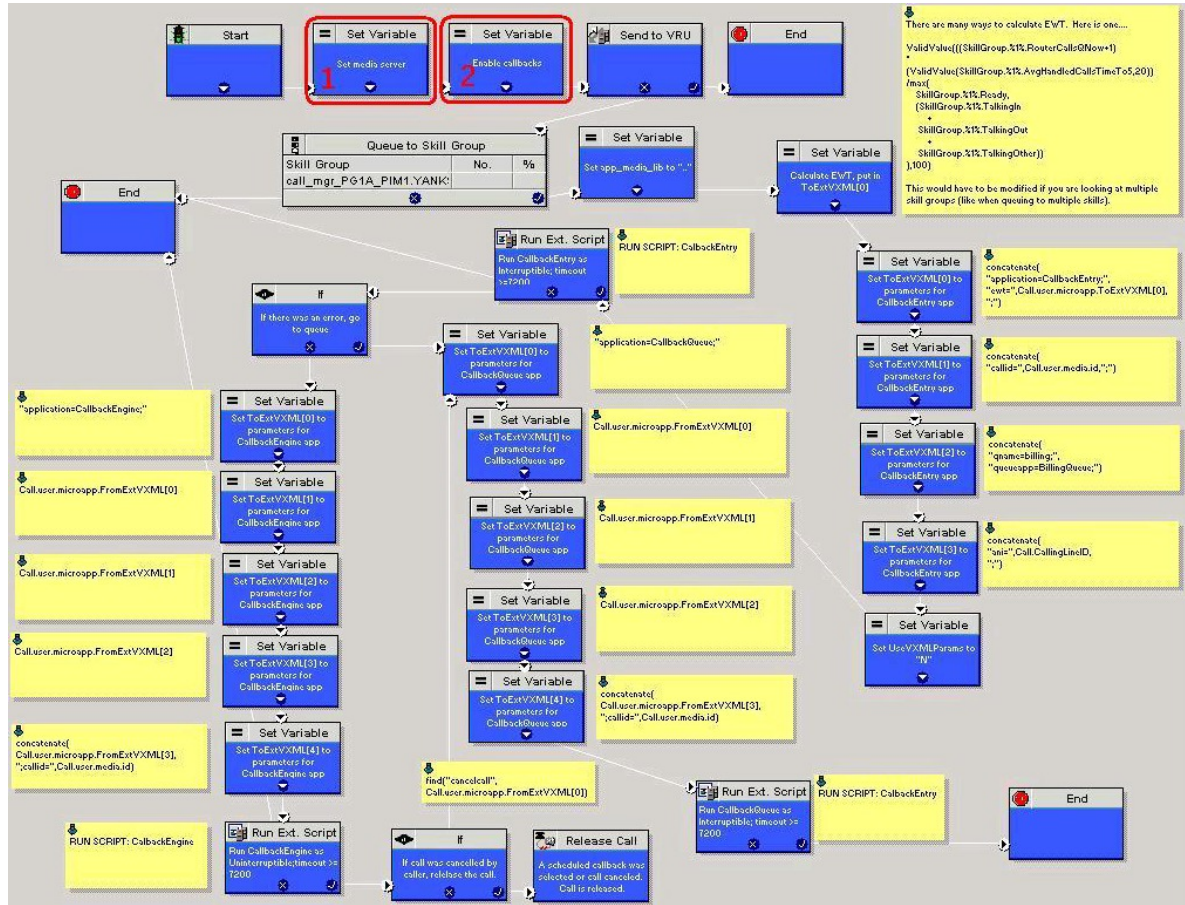 Start
Set Variable
Set media server
1
Set Variable
Enable callbacks
2
Send to VRU
End
There are many ways to calculate EWT. Here is one....
ValidValue(((SkillGroup.%1%.RouterCallsQNow+1)
*
(ValidValue(SkillGroup.%1%.AvgHandledCallsTimeTo5,20))
/max(
SkillGroup.%1%.Ready,
(SkillGroup.%1%.TalkingIn
+
SkillGroup.%1%.TalkingOut
+
SkillGroup.%1%.TalkingOther))
),100)
This would have to be modified if you are looking at multiple
skill groups (like when queuing to multiple skills).
Queue to Skill Group
Skill Group No. %
call_mgr_PG1A_PIM1.YANK:
Set Variable
Set app_media_lib to ".."
Set Variable
Calculate EWT, put in
ToExtVXML[0]
End
Run Ext. Script
Run CallbackEntry as
Interruptible; timeout
>=7200
RUN SCRIPT: CalbackEntry
Set Variable
Set ToExtVXML[0] to
parameters for
CallbackEntry app
concatenate(
"application=CallbackEntry;",
"ewt=",Call.user.microapp.ToExtVXML[0],
";")
If
If there was an error, go
to queue
Set Variable
Set ToExtVXML[0] to
parameters for
CallbackQueue app
"application=CallbackQueue;"
Set Variable
Set ToExtVXML[1] to
parameters for
CallbackEntry app
concatenate(
"callid=",Call.user.media.id,";")
"application=CallbackEngine;"
Set Variable
Set ToExtVXML[0] to
parameters for
CallbackEngine app
Set Variable
Set ToExtVXML[1] to
parameters for
CallbackQueue app
Call.user.microapp.FromExtVXML[0]
Set Variable
Set ToExtVXML[2] to
parameters for
CallbackEntry app
concatenate(
"qname=billing;",
"queueapp=BillingQueue;")
Call.user.microapp.FromExtVXML[0]
Set Variable
Set ToExtVXML[1] to
parameters for
CallbackEngine app
Set Variable
Set ToExtVXML[2] to
parameters for
CallbackQueue app
Call.user.microapp.FromExtVXML[1]
Set Variable
Set ToExtVXML[3] to
parameters for
CallbackEntry app
concatenate(
"ani=",Call.CallingLineID,
";")
Call.user.microapp.FromExtVXML[1]
Set Variable
Set ToExtVXML[2] to
parameters for
CallbackEngine app
Set Variable
Set ToExtVXML[3] to
parameters for
CallbackQueue app
Call.user.microapp.FromExtVXML[2]
Set Variable
Set UseVXMLParams to
"N"
Call.user.microapp.FromExtVXML[2]
Set Variable
Set ToExtVXML[3] to
parameters for
CallbackEngine app
Set Variable
Set ToExtVXML[4] to
parameters for
CallbackQueue app
concatenate(
Call.user.microapp.FromExtVXML[3],
";callid=",Call.user.media.id)
concatenate(
Call.user.microapp.FromExtVXML[3],
";callid=",Call.user.media.id)
Set Variable
Set ToExtVXML[4] to
parameters for
CallbackEngine app
find("cancelcall",
Call.user.microapp.FromExtVXML[0])
Run Ext. Script
Run CallbackQueue as
Interruptible; timeout >=
7200
RUN SCRIPT: CalbackEntry
End
RUN SCRIPT: CalbackEngine
Run Ext. Script
Run CallbackEngine as
Uninterruptible;timeout >=
7200
If
If call was cancelled by
caller, relelase the call.
Release Call
A scheduled callback was
selected or call canceled.
Call is released.